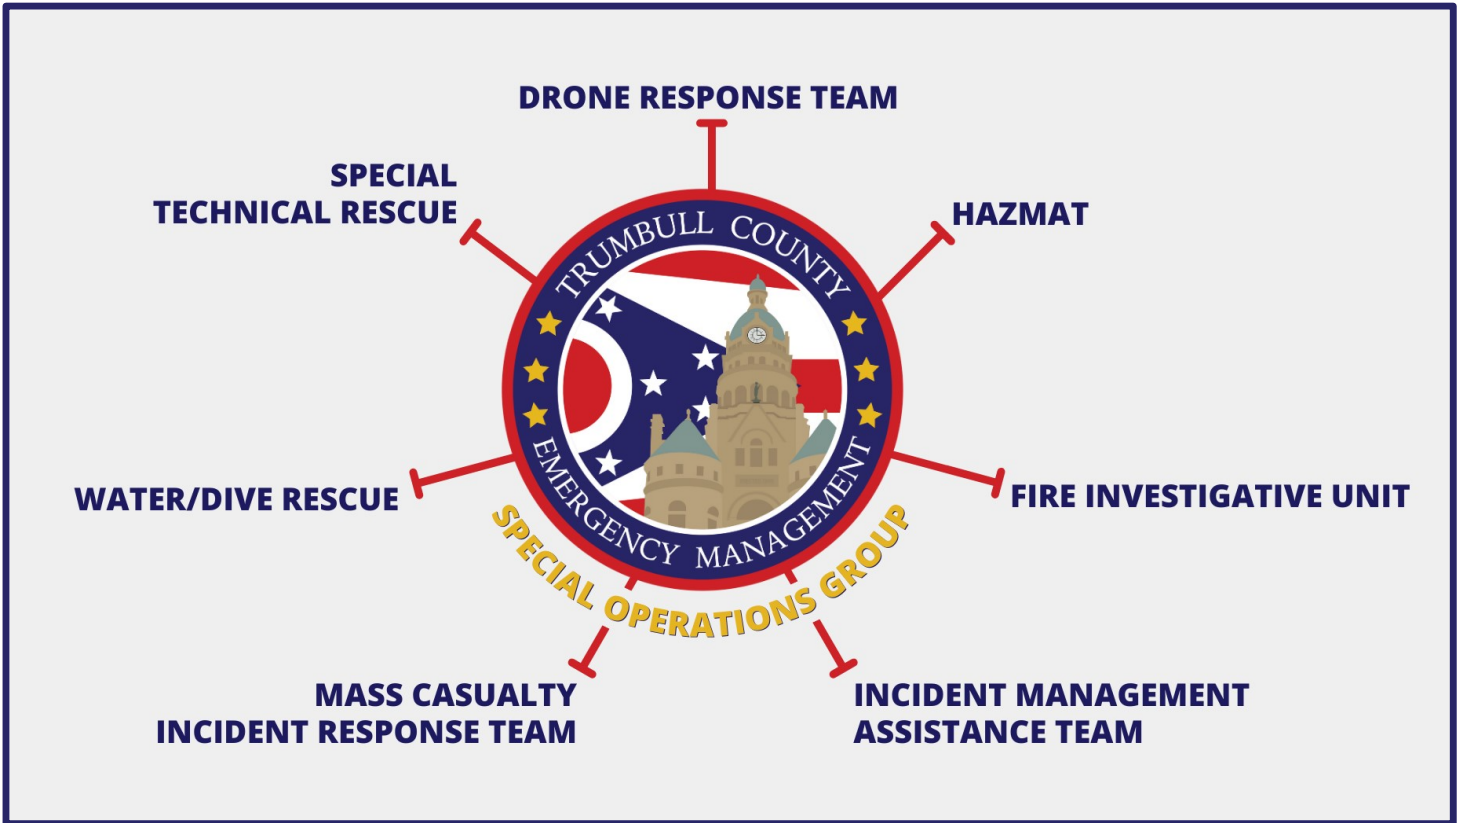 DRONE RESPONSE TEAM
SPECIAL
TECHNICAL RESCUE
HAZMAT
TRUMBULL COUNTY
EMERGENCY MANAGEMENT
SPECIAL OPERATIONS GROUP
WATER/DIVE RESCUE
FIRE INVESTIGATIVE UNIT
MASS CASUALTY
INCIDENT RESPONSE TEAM
INCIDENT MANAGEMENT
ASSISTANCE TEAM